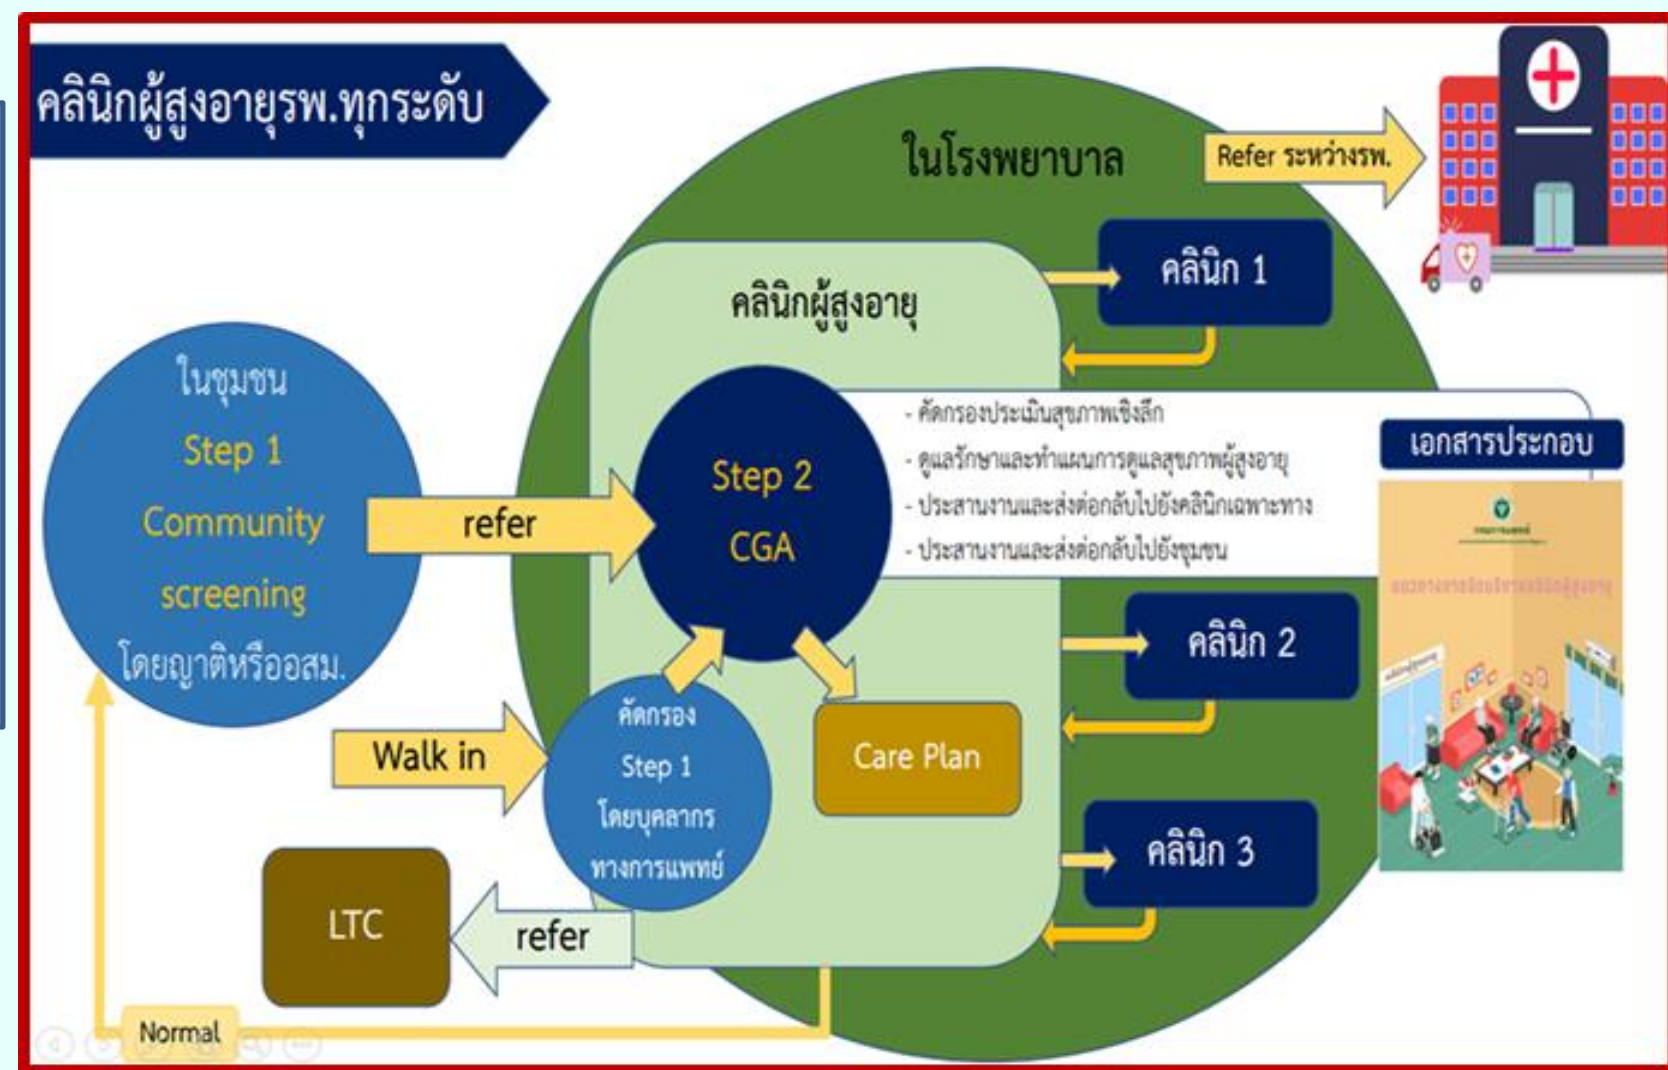 คลินิกผู้สูงอายุรพ.ทุกระดับ
ในโรงพยาบาล
Refer ระหว่างรพ.
คลินิก 1
คลินิกผู้สูงอายุ
ในชุมชน
Step 1
Community
screening
โดยญาติหรืออสม.
refer
Step 2
CGA
- คัดกรองประเมินสุขภาพเชิงลึก
- ดูแลรักษาและทำแผนการดูแลสุขภาพผู้สูงอายุ
- ประสานงานและส่งต่อกลับไปยังคลินิกเฉพาะทาง
- ประสานงานและส่งต่อกลับไปยังชุมชน
เอกสารประกอบ
กรมการแพทย์
คลินิก 2
Walk in
คัดกรอง
Step 1
โดยบุคลากร
ทางการแพทย์
Care Plan
คลินิก 3
LTC
refer
Normal